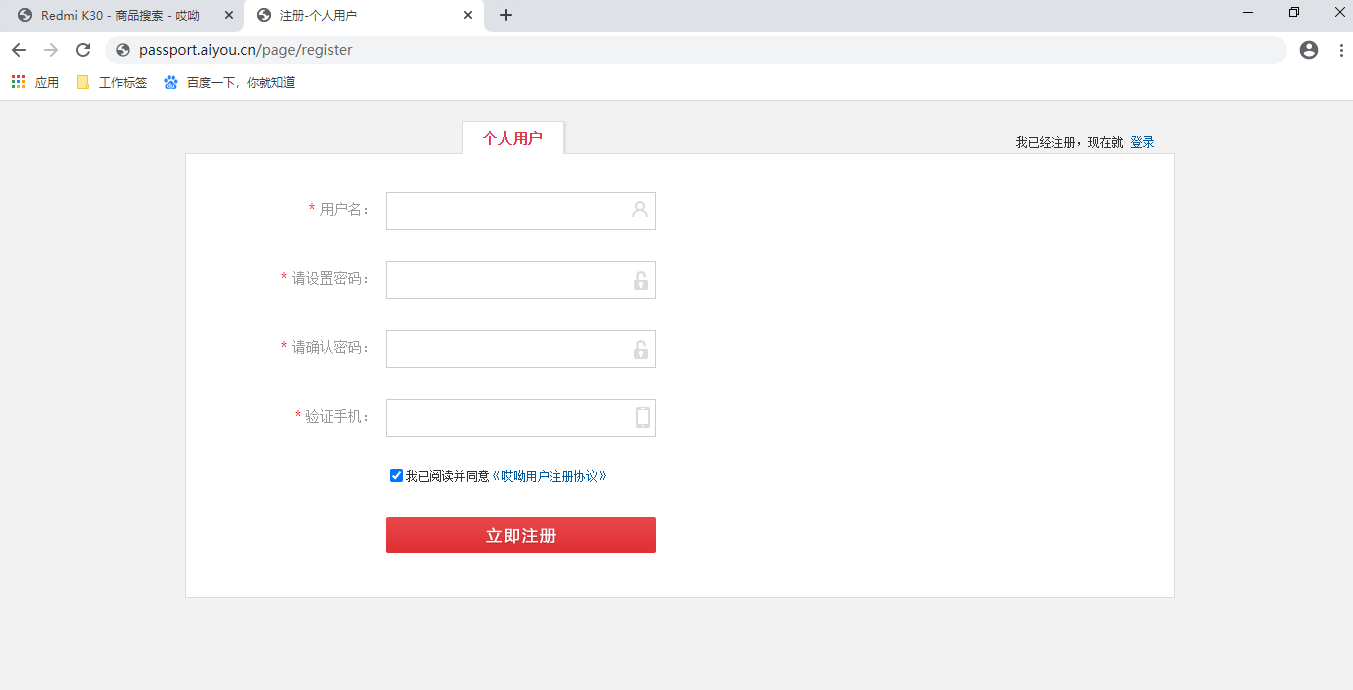 Redmi K30 - 商品搜索 - 哎呦
注册-个人用户
passport.aiyou.cn/page/register
应用
工作标签
百度一下，你就知道
个人用户
我已经注册，现在就 登录
* 用户名：
* 请设置密码：
* 请确认密码：
* 验证手机：
我已阅读并同意《哎呦用户注册协议》
立即注册